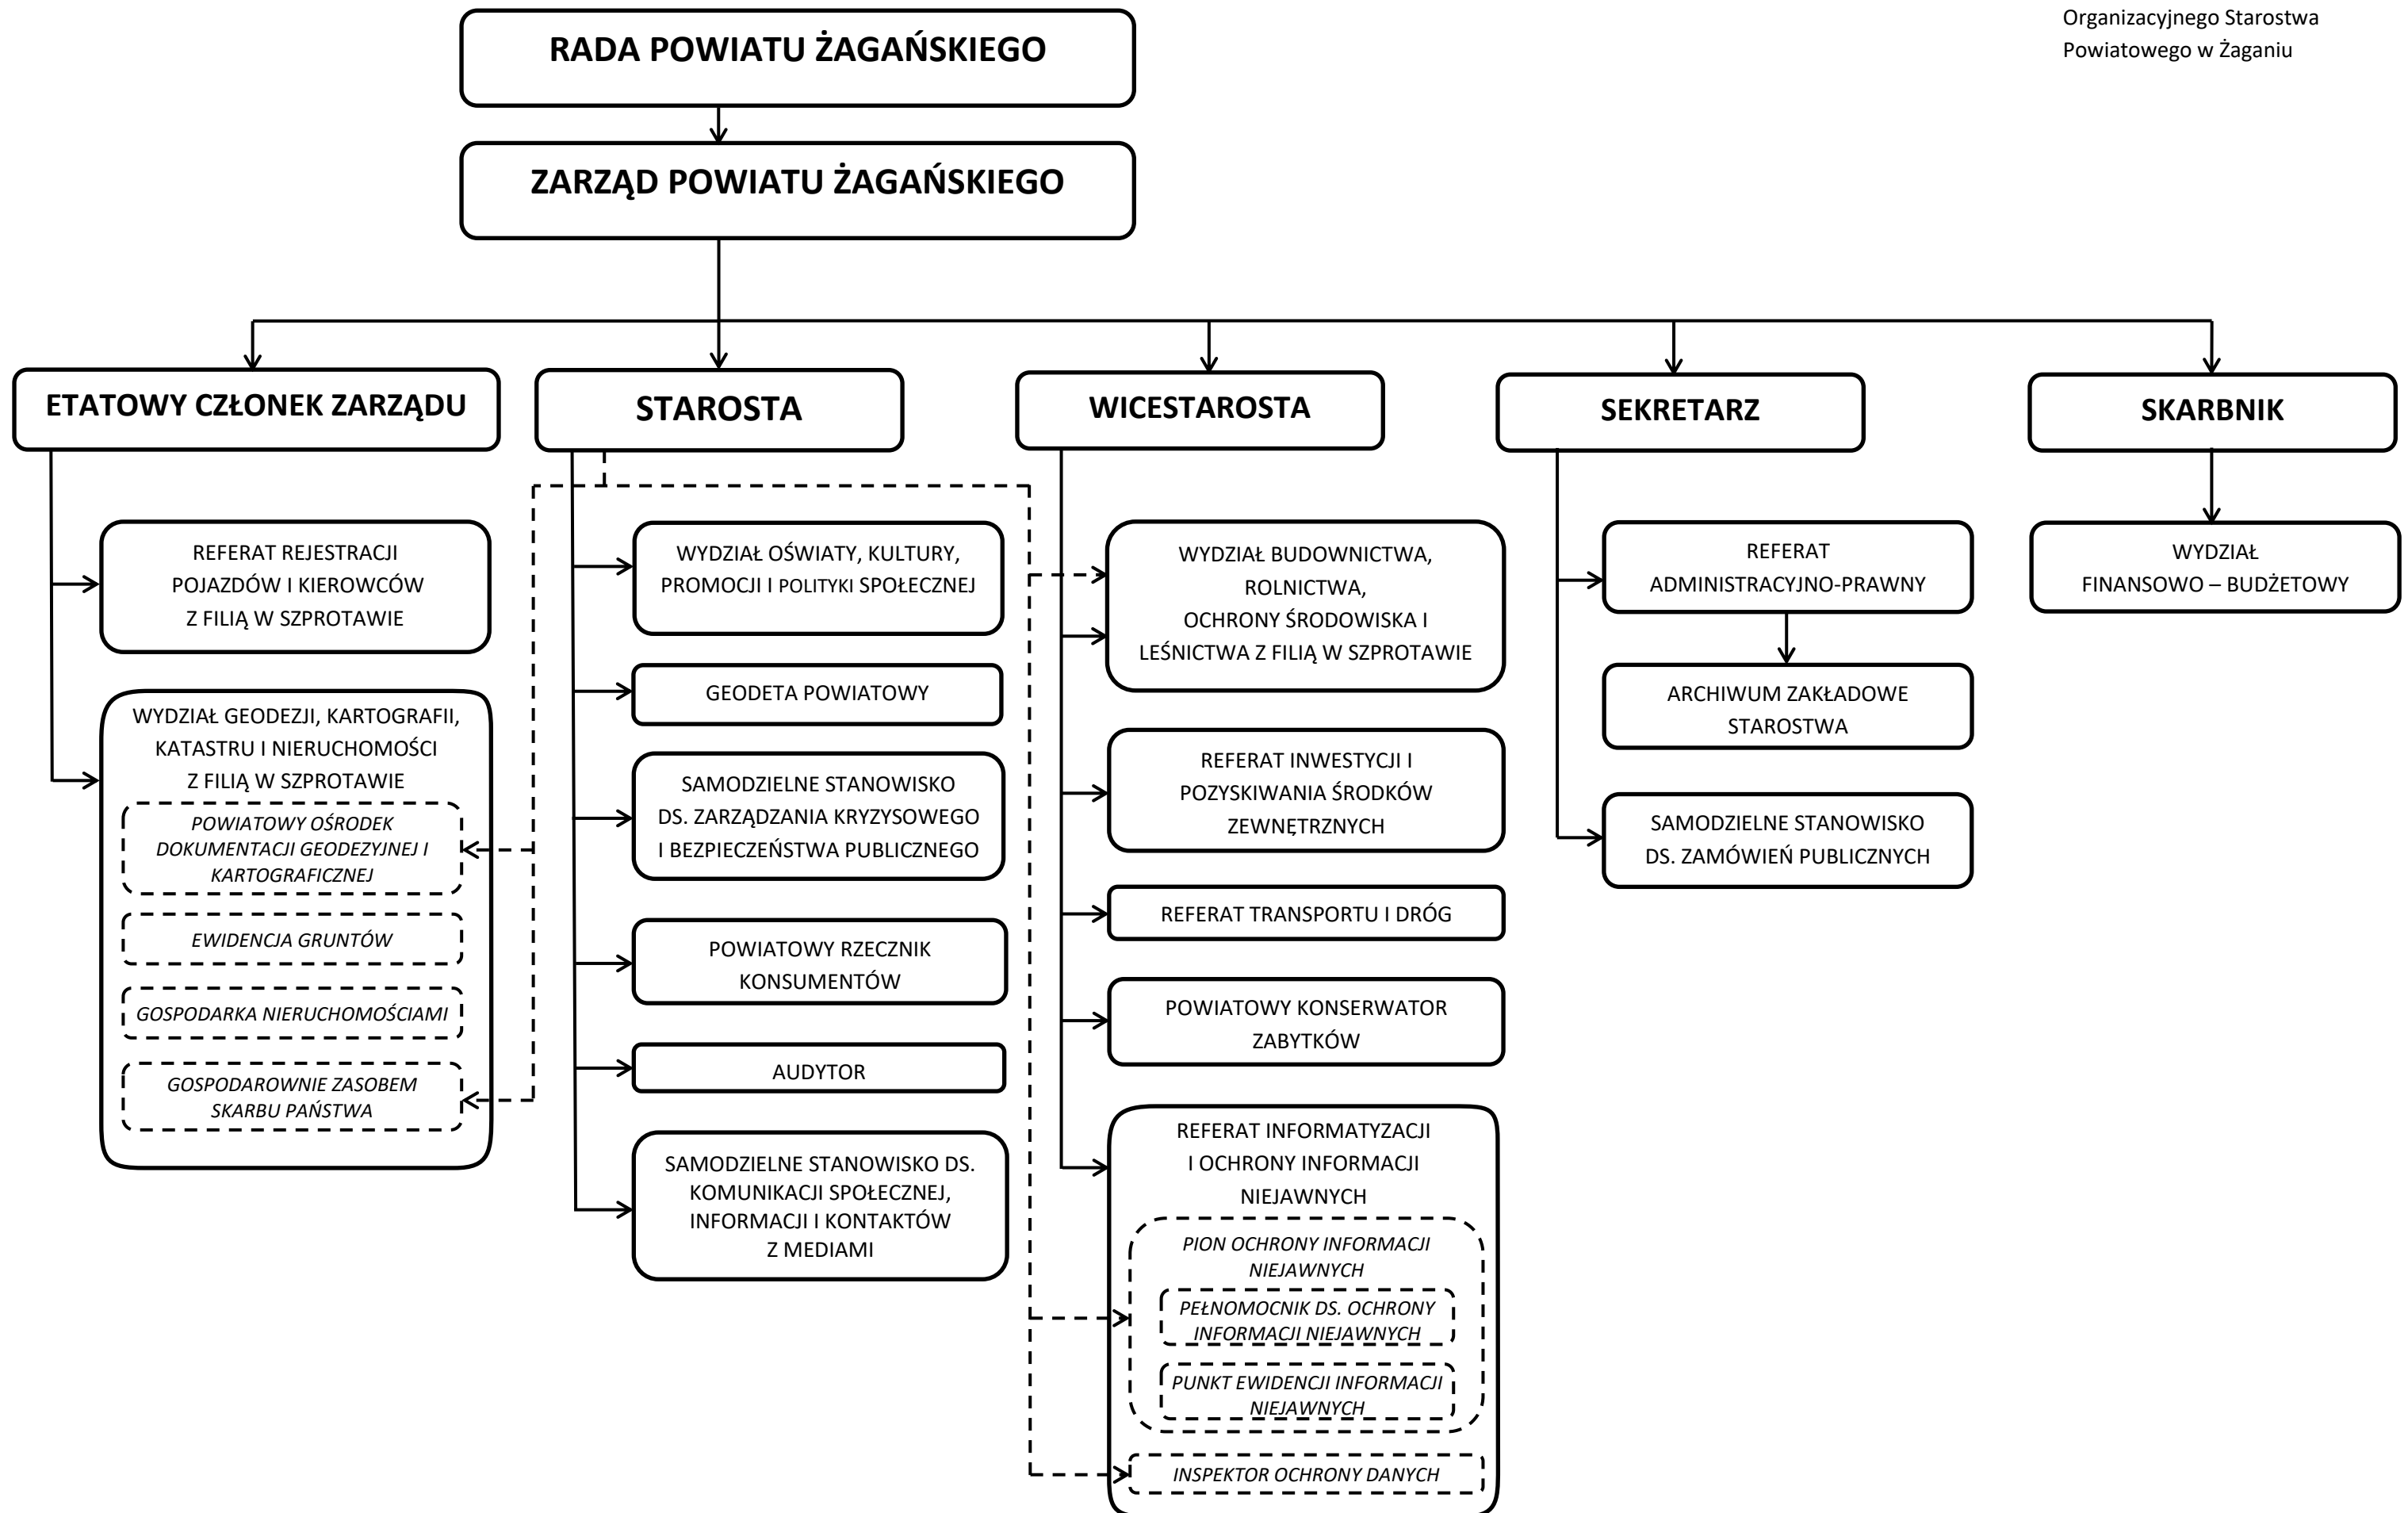 Organizacyjnego Starostwa
Powiatowego w Żaganiu
RADA POWIATU ŻAGAŃSKIEGO
ZARZĄD POWIATU ŻAGAŃSKIEGO
ETATOWY CZŁONEK ZARZĄDU
STAROSTA
WICESTAROSTA
SEKRETARZ
SKARBNIK
REFERAT REJESTRACJI
POJAZDÓW I KIEROWCÓW
Z FILIĄ W SZPROTAWIE
WYDZIAŁ GEODEZJI, KARTOGRAFII,
KATASTRU I NIERUCHOMOŚCI
Z FILIĄ W SZPROTAWIE
POWIATOWY OŚRODEK
DOKUMENTACJI GEODEZYJNEJ I
KARTOGRAFICZNEJ
EWIDENCJA GRUNTÓW
GOSPODARKA NIERUCHOMOŚCIAMI
GOSPODAROWNIE ZASOBEM
SKARBU PAŃSTWA
WYDZIAŁ OŚWIATY, KULTURY,
PROMOCJI I POLITYKI SPOŁECZNEJ
GEODETA POWIATOWY
SAMODZIELNE STANOWISKO
DS. ZARZĄDZANIA KRYZYSOWEGO
I BEZPIECZEŃSTWA PUBLICZNEGO
POWIATOWY RZECZNIK
KONSUMENTÓW
AUDYTOR
SAMODZIELNE STANOWISKO DS.
KOMUNIKACJI SPOŁECZNEJ,
INFORMACJI I KONTAKTÓW
Z MEDIAMI
WYDZIAŁ BUDOWNICTWA,
ROLNICTWA,
OCHRONY ŚRODOWISKA I
LEŚNICTWA Z FILIĄ W SZPROTAWIE
REFERAT INWESTYCJI I
POZYSKIWANIA ŚRODKÓW
ZEWNĘTRZNYCH
REFERAT TRANSPORTU I DRÓG
POWIATOWY KONSERWATOR
ZABYTKÓW
REFERAT INFORMATYZACJI
I OCHRONY INFORMACJI
NIEJAWNYCH
PION OCHRONY INFORMACJI
NIEJAWNYCH
PEŁNOMOCNIK DS. OCHRONY
INFORMACJI NIEJAWNYCH
PUNKT EWIDENCJI INFORMACJI
NIEJAWNYCH
INSPEKTOR OCHRONY DANYCH
REFERAT
ADMINISTRACYJNO-PRAWNY
ARCHIWUM ZAKŁADOWE
STAROSTWA
SAMODZIELNE STANOWISKO
DS. ZAMÓWIEŃ PUBLICZNYCH
WYDZIAŁ
FINANSOWO – BUDŻETOWY